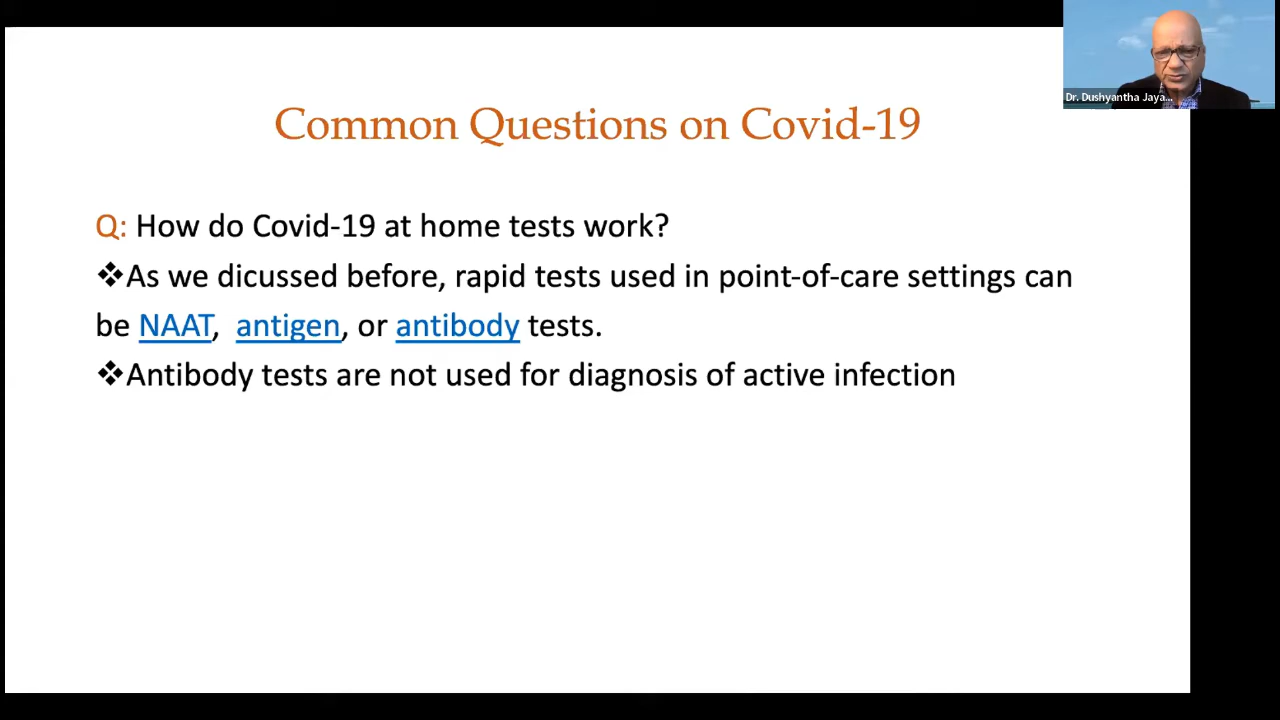 Dr. Dushyantha Jaya...
Common Questions on Covid-19
Q: How do Covid-19 at home tests work?
❖As we dicussed before, rapid tests used in point-of-care settings can
be NAAT, antigen, or antibody tests.
❖Antibody tests are not used for diagnosis of active infection